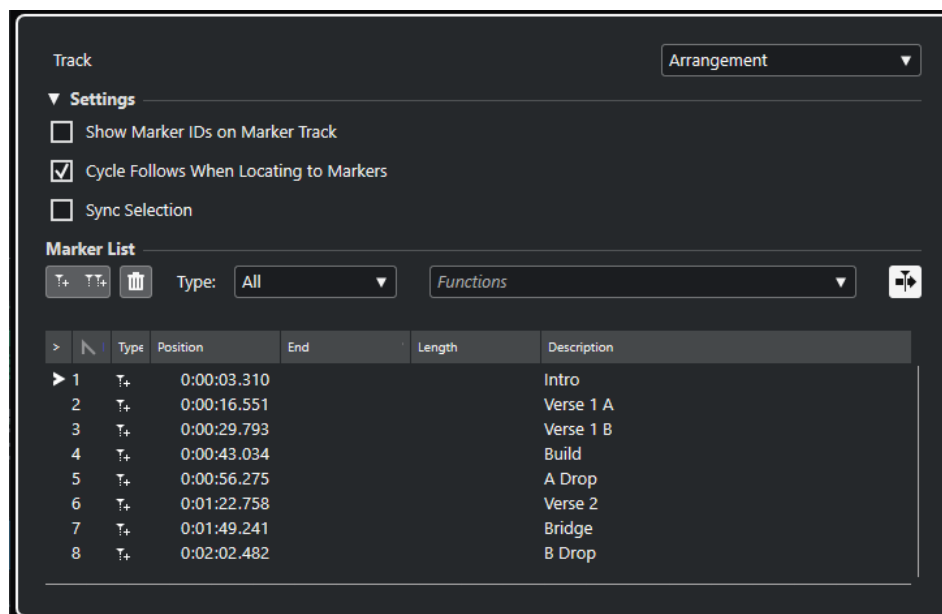 Track Arrangement
Settings
Show Marker IDs on Marker Track
Cycle Follows When Locating to Markers
Sync Selection
Marker List
Type: All Functions
> Type Position End Length Description
1 0:00:03.310 Intro
2 0:00:16.551 Verse 1 A
3 0:00:29.793 Verse 1 B
4 0:00:43.034 Build
5 0:00:56.275 A Drop
6 0:01:22.758 Verse 2
7 0:01:49.241 Bridge
8 0:02:02.482 B Drop